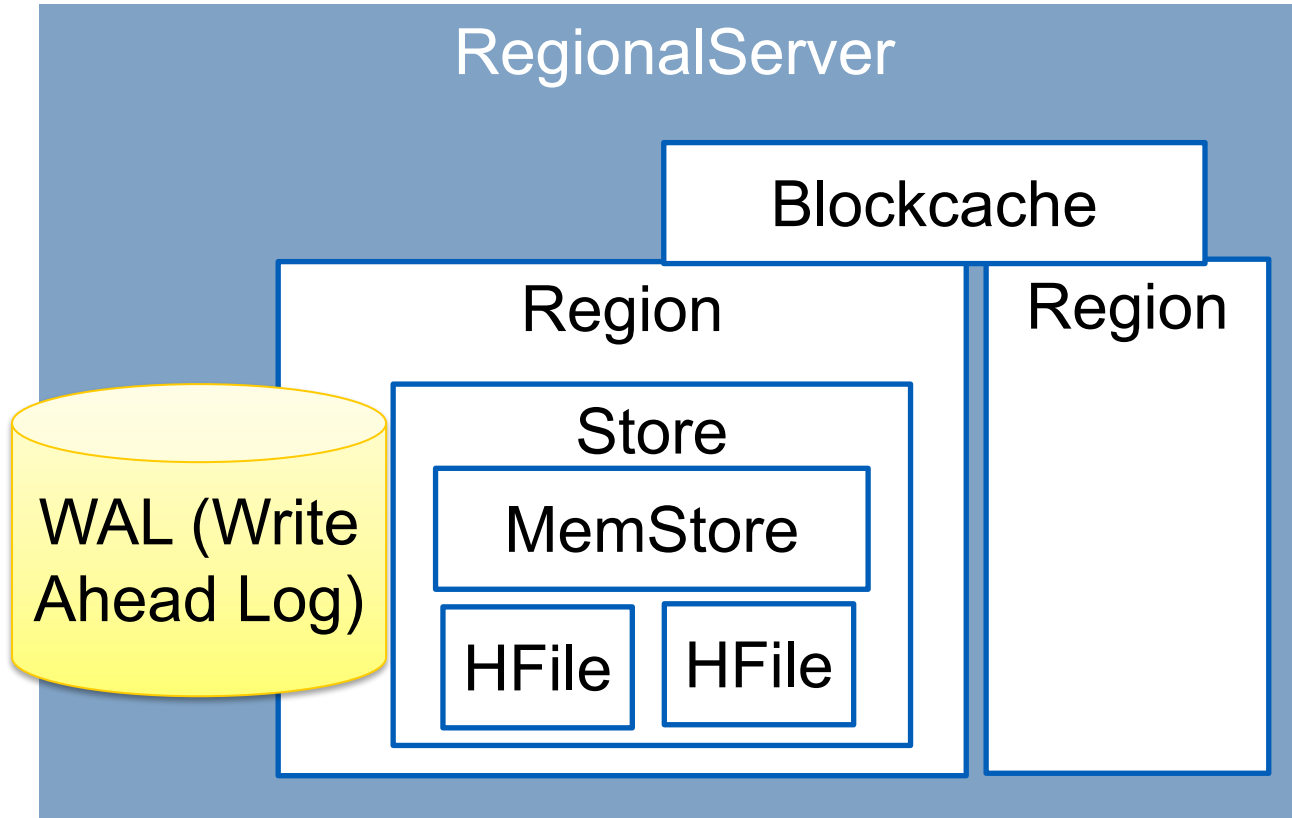 RegionalServer
Blockcache
Region
Region
Store
MemStore
HFile
HFile
WAL (Write
Ahead Log)